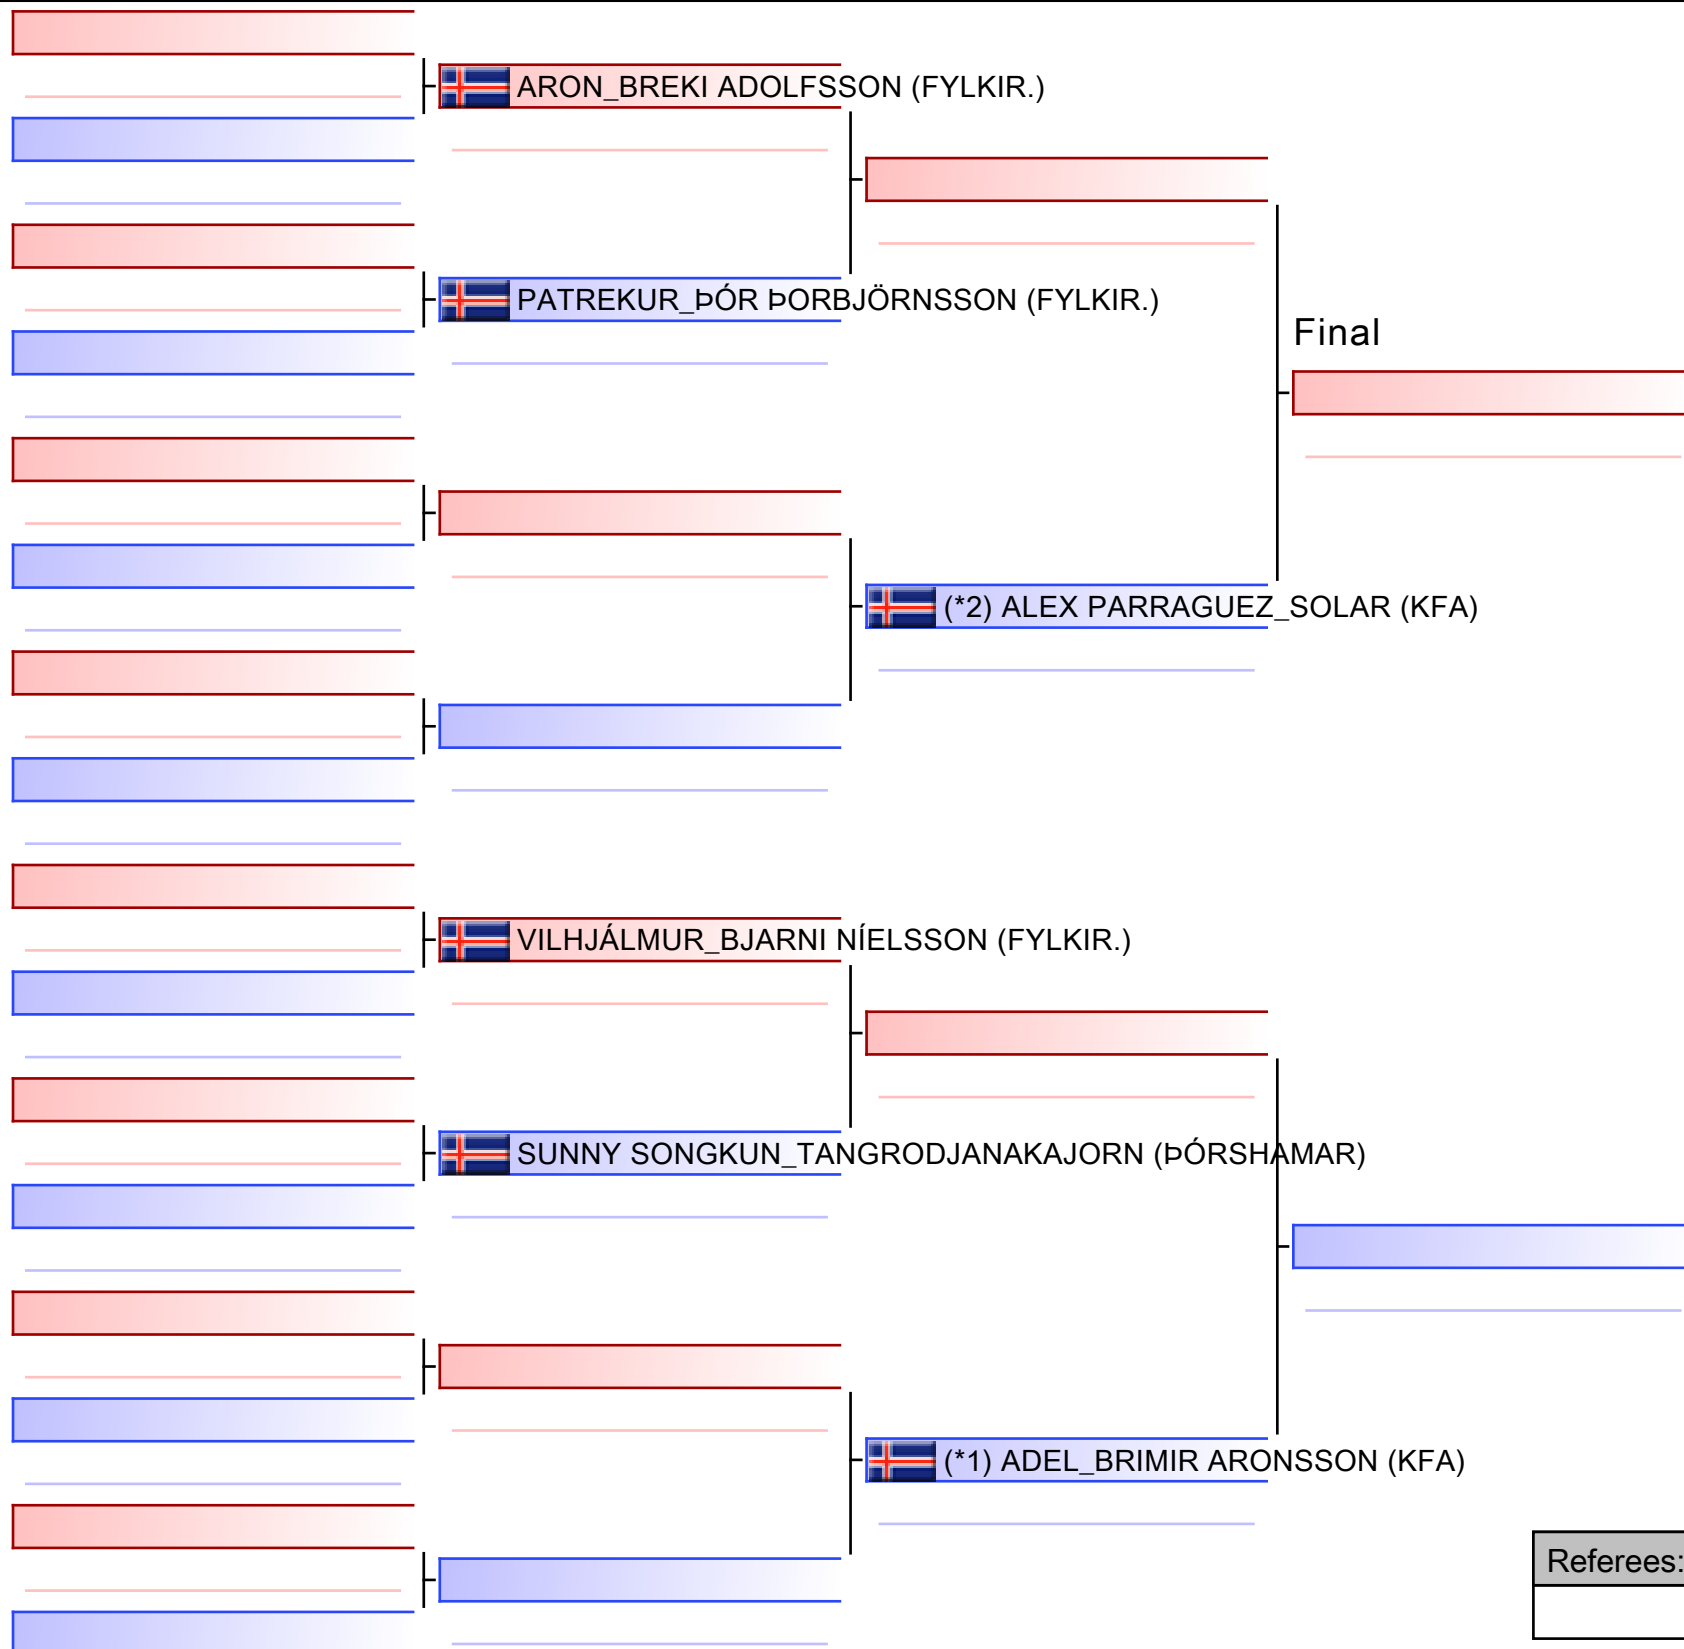 ARON_BREKI ADOLFSSON (FYLKIR.)
PATREKUR_ÞÓR ÞORBJÖRNSSON (FYLKIR.)
Final
(*2) ALEX PARRAGUEZ_SOLAR (KFA)
VILHJÁLMUR_BJARNI NÍELSSON (FYLKIR.)
SUNNY SONGKUN_TANGRODJANAKAJORN (ÞÓRSHAMAR)
(*1) ADEL_BRIMIR ARONSSON (KFA)
Referees: